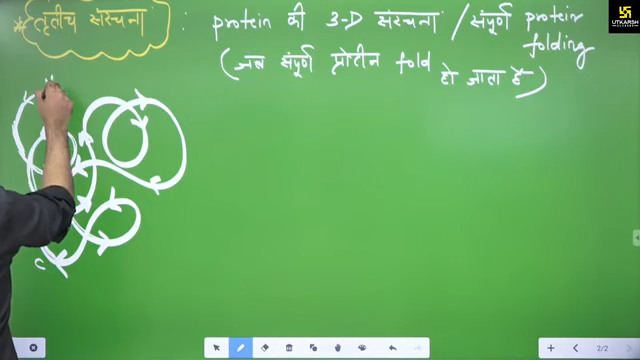 * तृतीय संरचना : protein की 3-D संरचना / संपूर्ण protein folding
(जब संपूर्ण प्रोटीन fold हो जाता है)
C
UTKARSH
2/2